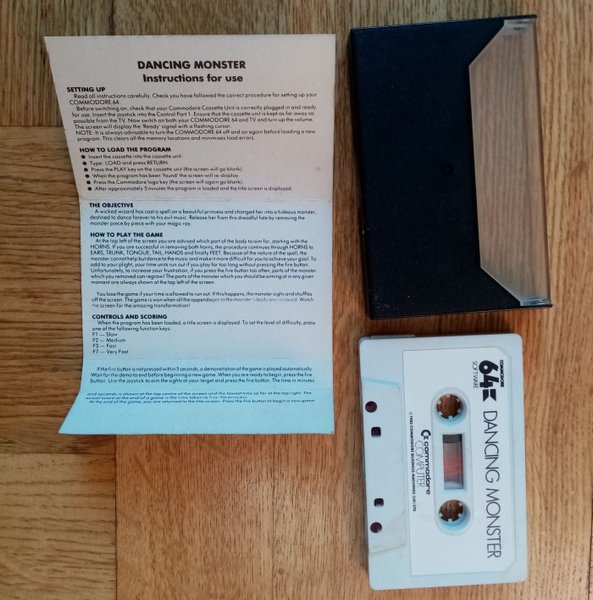 DANCING MONSTER
Instructions for use
SETTING UP
Read all instructions carefully. Check you have followed the correct procedure for setting up your
COMMODORE 64.
Before switching on, check that your Commodore Cassette Unit is correctly plugged in and ready
for use. Insert the joystick into the Control Port 1. Ensure that the cassette unit is kept as far away as
possible from the TV. Now switch on both your COMMODORE 64 and TV and turn up the volume.
The screen will display the 'Ready' signal with a flashing cursor.
NOTE: It is always advisable to turn the COMMODORE 64 off and on again before loading a new
program. This clears all the memory locations and minimises load errors.
HOW TO LOAD THE PROGRAM
● Insert the cassette into the cassette unit
● Type: LOAD and press RETURN.
● Press the PLAY key on the cassette unit (the screen will go blank)
● When the program has been 'found' the screen will re-display.
● Press the Commodore logo key (the screen will again go blank).
● After approximately 5 minutes the program is loaded and the title screen is displayed.
THE OBJECTIVE
A wicked wizard has cast a spell on a beautiful princess and changed her into a hideous monster,
destined to dance forever to his evil music. Release her from this dreadful fate by removing the
monster piece by piece with your magic ray.
HOW TO PLAY THE GAME
At the top left of the screen you are advised which part of the body to aim for, starting with the
HORNS. If you are successful in removing both horns, the procedure continues through HORNS to
EARS, TRUNK, TONGUE, TAIL, HANDS and finally FEET. Because of the nature of the spell, the
monster cannot help but dance to the music and make it more difficult for you to achieve your goal. To
add to your plight, your time units run out if you play for too long without pressing the fire button.
Unfortunately, to increase your frustration, if you press the fire button too often, parts of the monster
which you removed can regrow! The parts of the monster which you should be aiming at in any given
moment are always shown at the top left of the screen.
You lose the game if your time is allowed to run out. If this happens, the monster sighs and shuffles
off the screen. The game is won when all the appendages to the monster's body are removed. Watch
the screen for the amazing transformation!
CONTROLS AND SCORING
When the program has been loaded, a title screen is displayed. To set the level of difficulty, press
one of the following function keys:
F1 — Slow
F2 — Medium
F3 — Fast
F7 — Very Fast
If the fire button is not pressed within 5 seconds, a demonstration of the game is played automatically.
Wait for the demo to end before beginning a new game. When you are ready to begin, press the fire
button. Use the joystick to aim the sights at your target and press the fire button. The time in minutes
and seconds is shown at the top centre of the screen and the lowest time so far at the top right. The
At the end of the game, you are returned to the title screen. Press the fire button to begin a new game.
COMMODORE
64
SOFTWARE
DANCING MONSTER
commodore
COMPUTER